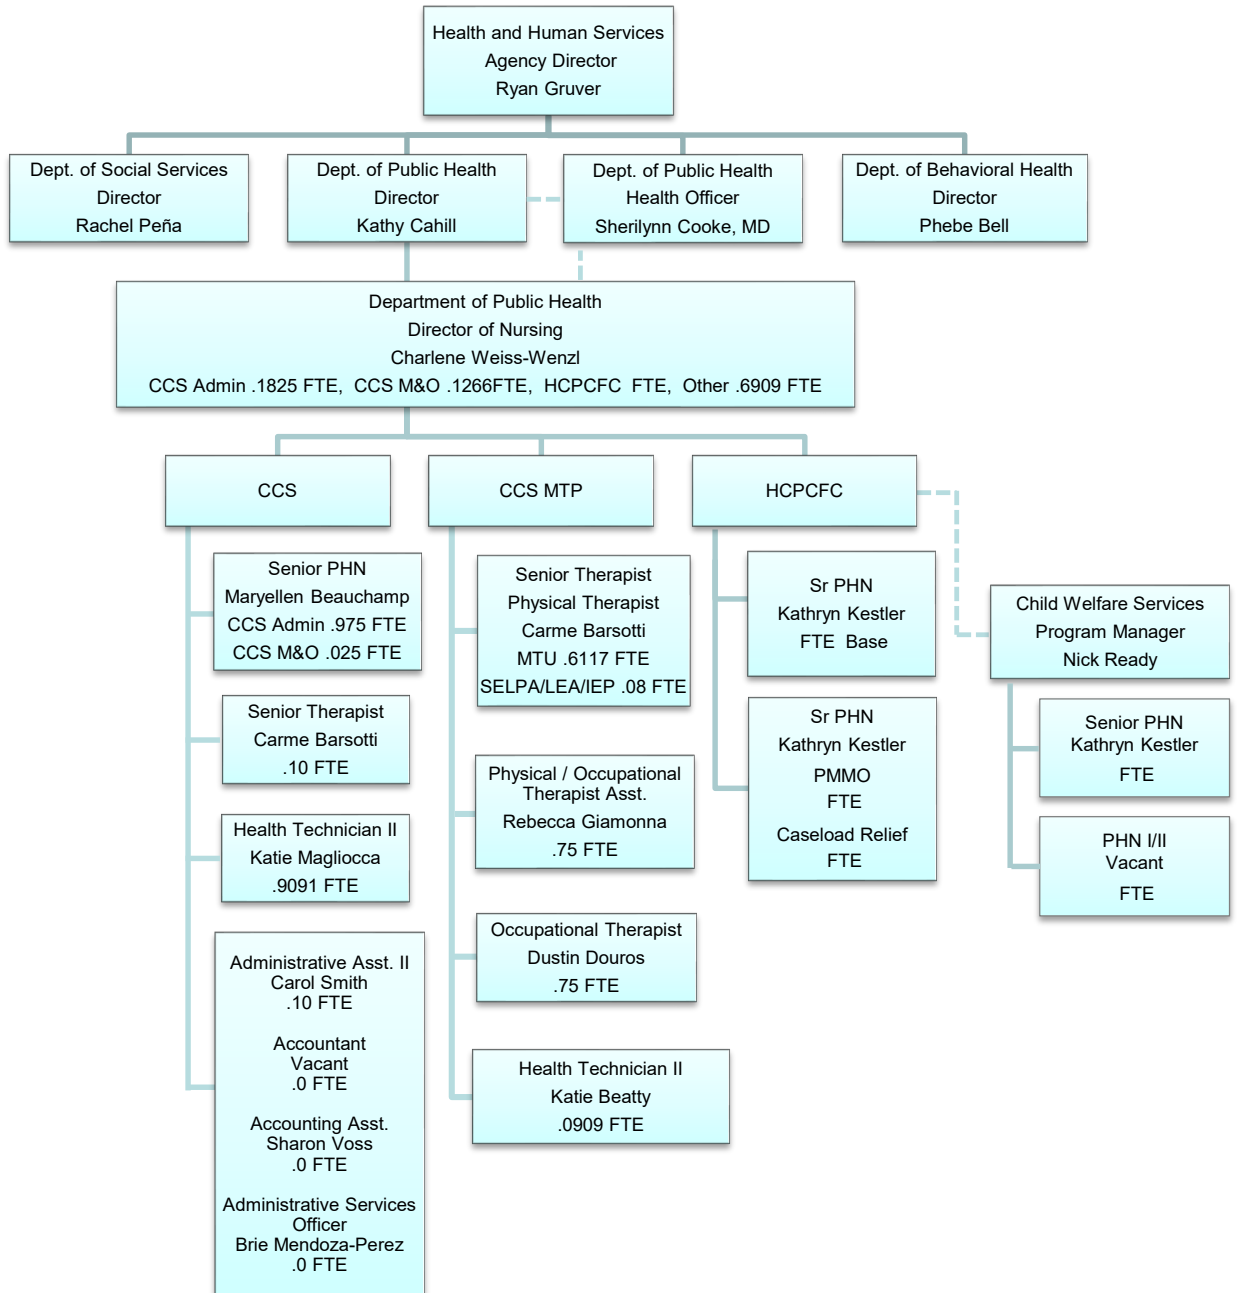 Health and Human Services
Agency Director
Ryan Gruver
Dept. of Social Services
Director
Rachel Peña
Dept. of Public Health
Director
Kathy Cahill
Dept. of Public Health
Health Officer
Sherilynn Cooke, MD
Dept. of Behavioral Health
Director
Phebe Bell
Department of Public Health
Director of Nursing
Charlene Weiss-Wenzl
CCS Admin .1825 FTE, CCS M&O .1266FTE, HCPCFC FTE, Other .6909 FTE
CCS
CCS MTP
HCPCFC
Senior PHN
Maryellen Beauchamp
CCS Admin .975 FTE
CCS M&O .025 FTE
Senior Therapist
Carme Barsotti
.10 FTE
Health Technician II
Katie Magliocca
.9091 FTE
Administrative Asst. II
Carol Smith
.10 FTE
Accountant
Vacant
.0 FTE
Accounting Asst.
Sharon Voss
.0 FTE
Administrative Services
Officer
Brie Mendoza-Perez
.0 FTE
Senior Therapist
Physical Therapist
Carme Barsotti
MTU .6117 FTE
SELPA/LEA/IEP .08 FTE
Physical / Occupational
Therapist Asst.
Rebecca Giamonna
.75 FTE
Occupational Therapist
Dustin Douros
.75 FTE
Health Technician II
Katie Beatty
.0909 FTE
Sr PHN
Kathryn Kestler
FTE Base
Sr PHN
Kathryn Kestler
PMMO
FTE
Caseload Relief
FTE
Child Welfare Services
Program Manager
Nick Ready
Senior PHN
Kathryn Kestler
FTE
PHN I/II
Vacant
FTE